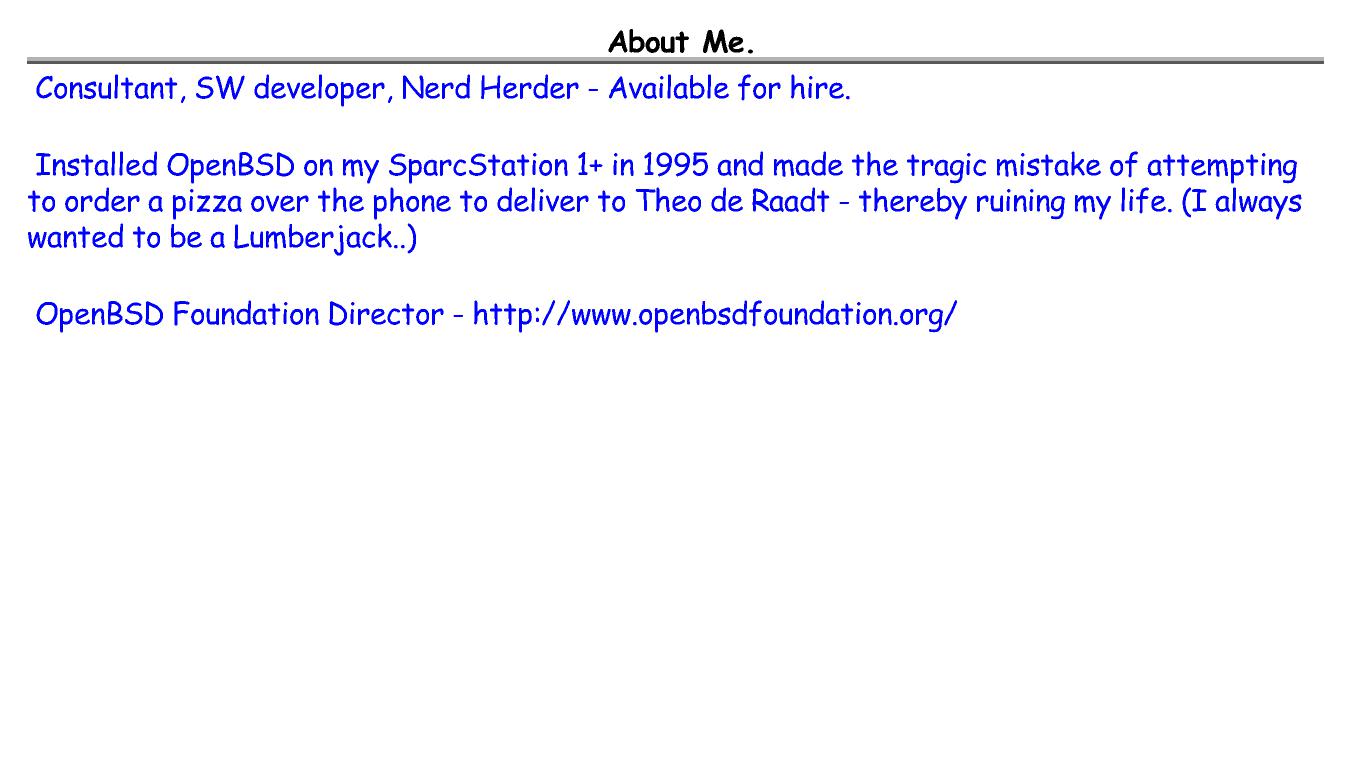 About Me.
Consultant, SW developer, Nerd Herder - Available for hire.
Installed OpenBSD on my SparcStation 1+ in 1995 and made the tragic mistake of attempting
to order a pizza over the phone to deliver to Theo de Raadt - thereby ruining my life. (I always
wanted to be a Lumberjack..)
OpenBSD Foundation Director - http://www.openbsdfoundation.org/